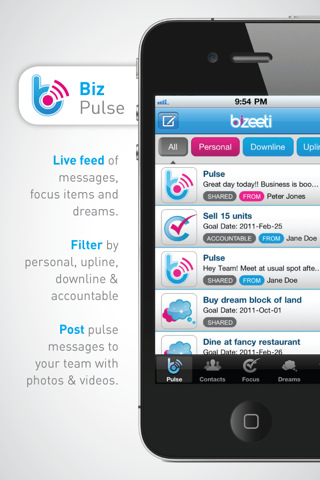 Biz
Pulse
Live feed of
messages,
focus items and
dreams.
Filter by
personal, upline,
downline &
accountable
Post pulse
messages to
your team with
photos & videos.
9:54 PM
bizeeti
All
Personal
Downline
Uplin
Pulse
Great day today!! Business is boo...
SHARED FROM Peter Jones
Sell 15 units
Goal Date: 2011-Feb-25
ACCOUNTABLE FROM Jane Doe
Pulse
Hey Team! Meet at usual spot afte...
SHARED FROM Jane Doe
Buy dream block of land
Goal Date: 2011-Oct-01
SHARED
Dine at fancy restaurant
Goal Date: 2011-Feb-26
Pulse
Contacts
Focus
Dreams